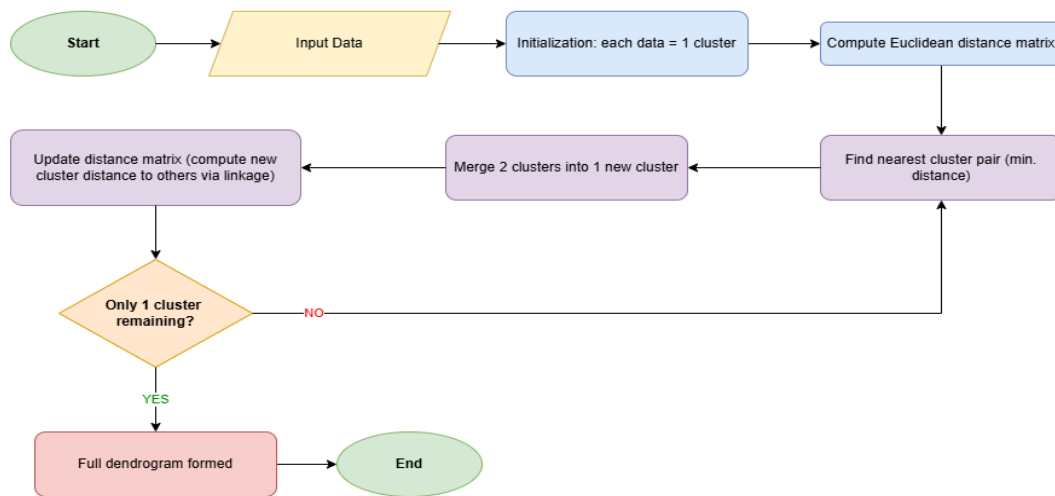 Start
Input Data
Initialization: each data = 1 cluster
Compute Euclidean distance matrix
Update distance matrix (compute new
cluster distance to others via linkage)
Merge 2 clusters into 1 new cluster
Find nearest cluster pair (min.
distance)
Only 1 cluster
remaining?
NO
YES
Full dendrogram formed
End